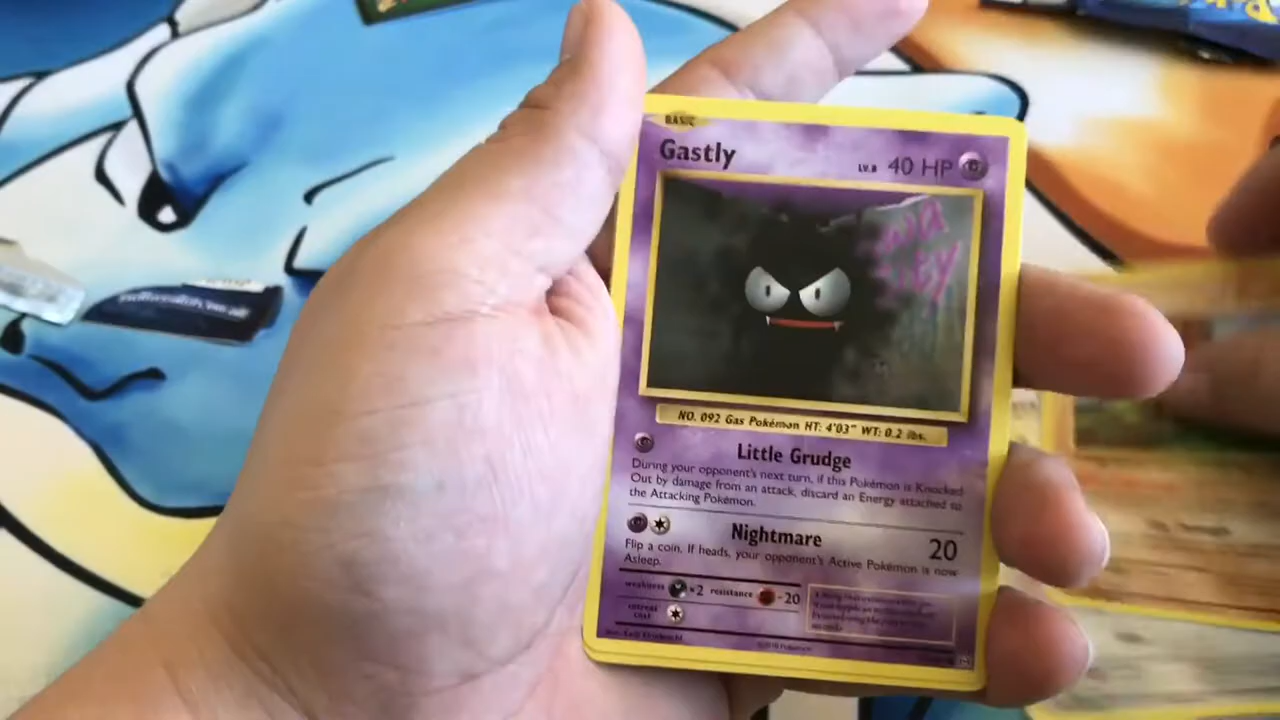 BASIC
Gastly
LV.8 40 HP
NO. 092 Gas Pokémon HT: 4'03" WT: 0.2 lbs.
Little Grudge
During your opponent's next turn, if this Pokémon is Knocked
Out by damage from an attack, discard an Energy attached to
the Attacking Pokémon.
Nightmare 20
Flip a coin. If heads, your opponent's Active Pokémon is now
Asleep.
weakness ×2 resistance -20
retreat
cost
©2016 Pokémon